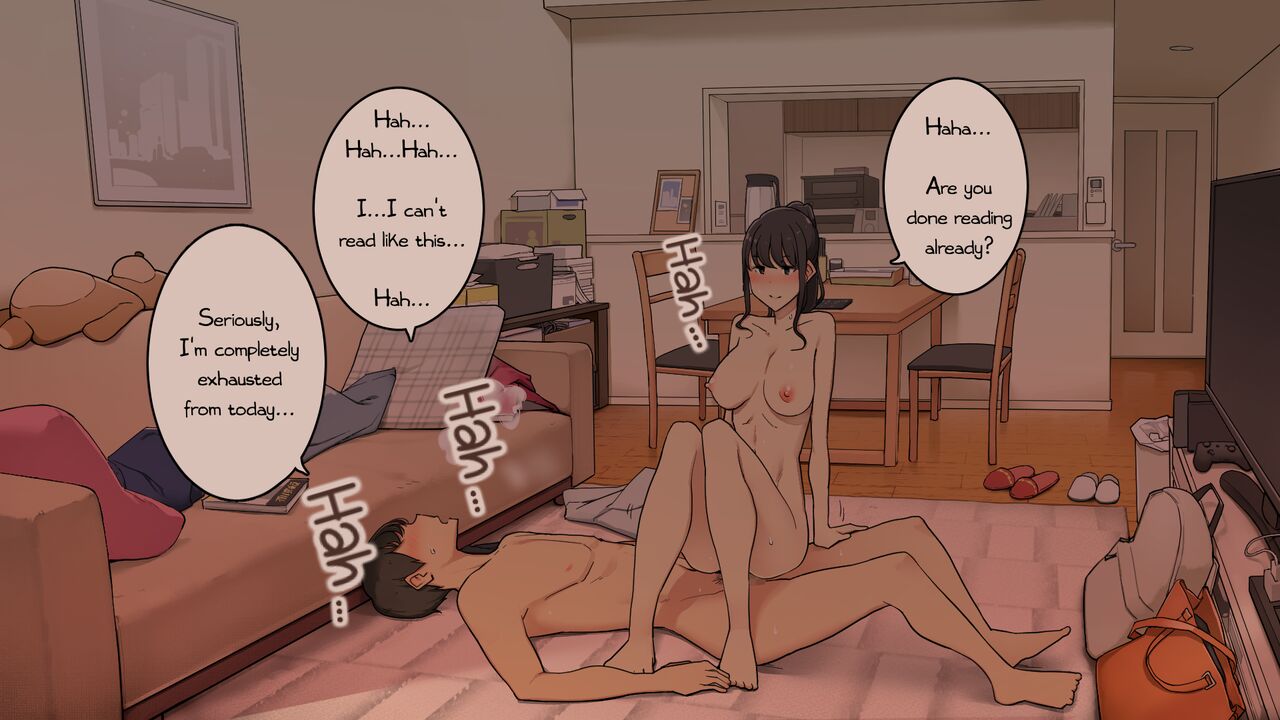 Hah...
Hah...Hah...
I...I can't
read like this...
Hah...
Seriously,
I'm completely
exhausted
from today...
Haha...
Are you
done reading
already?
Hah...
Hah...
Hah...